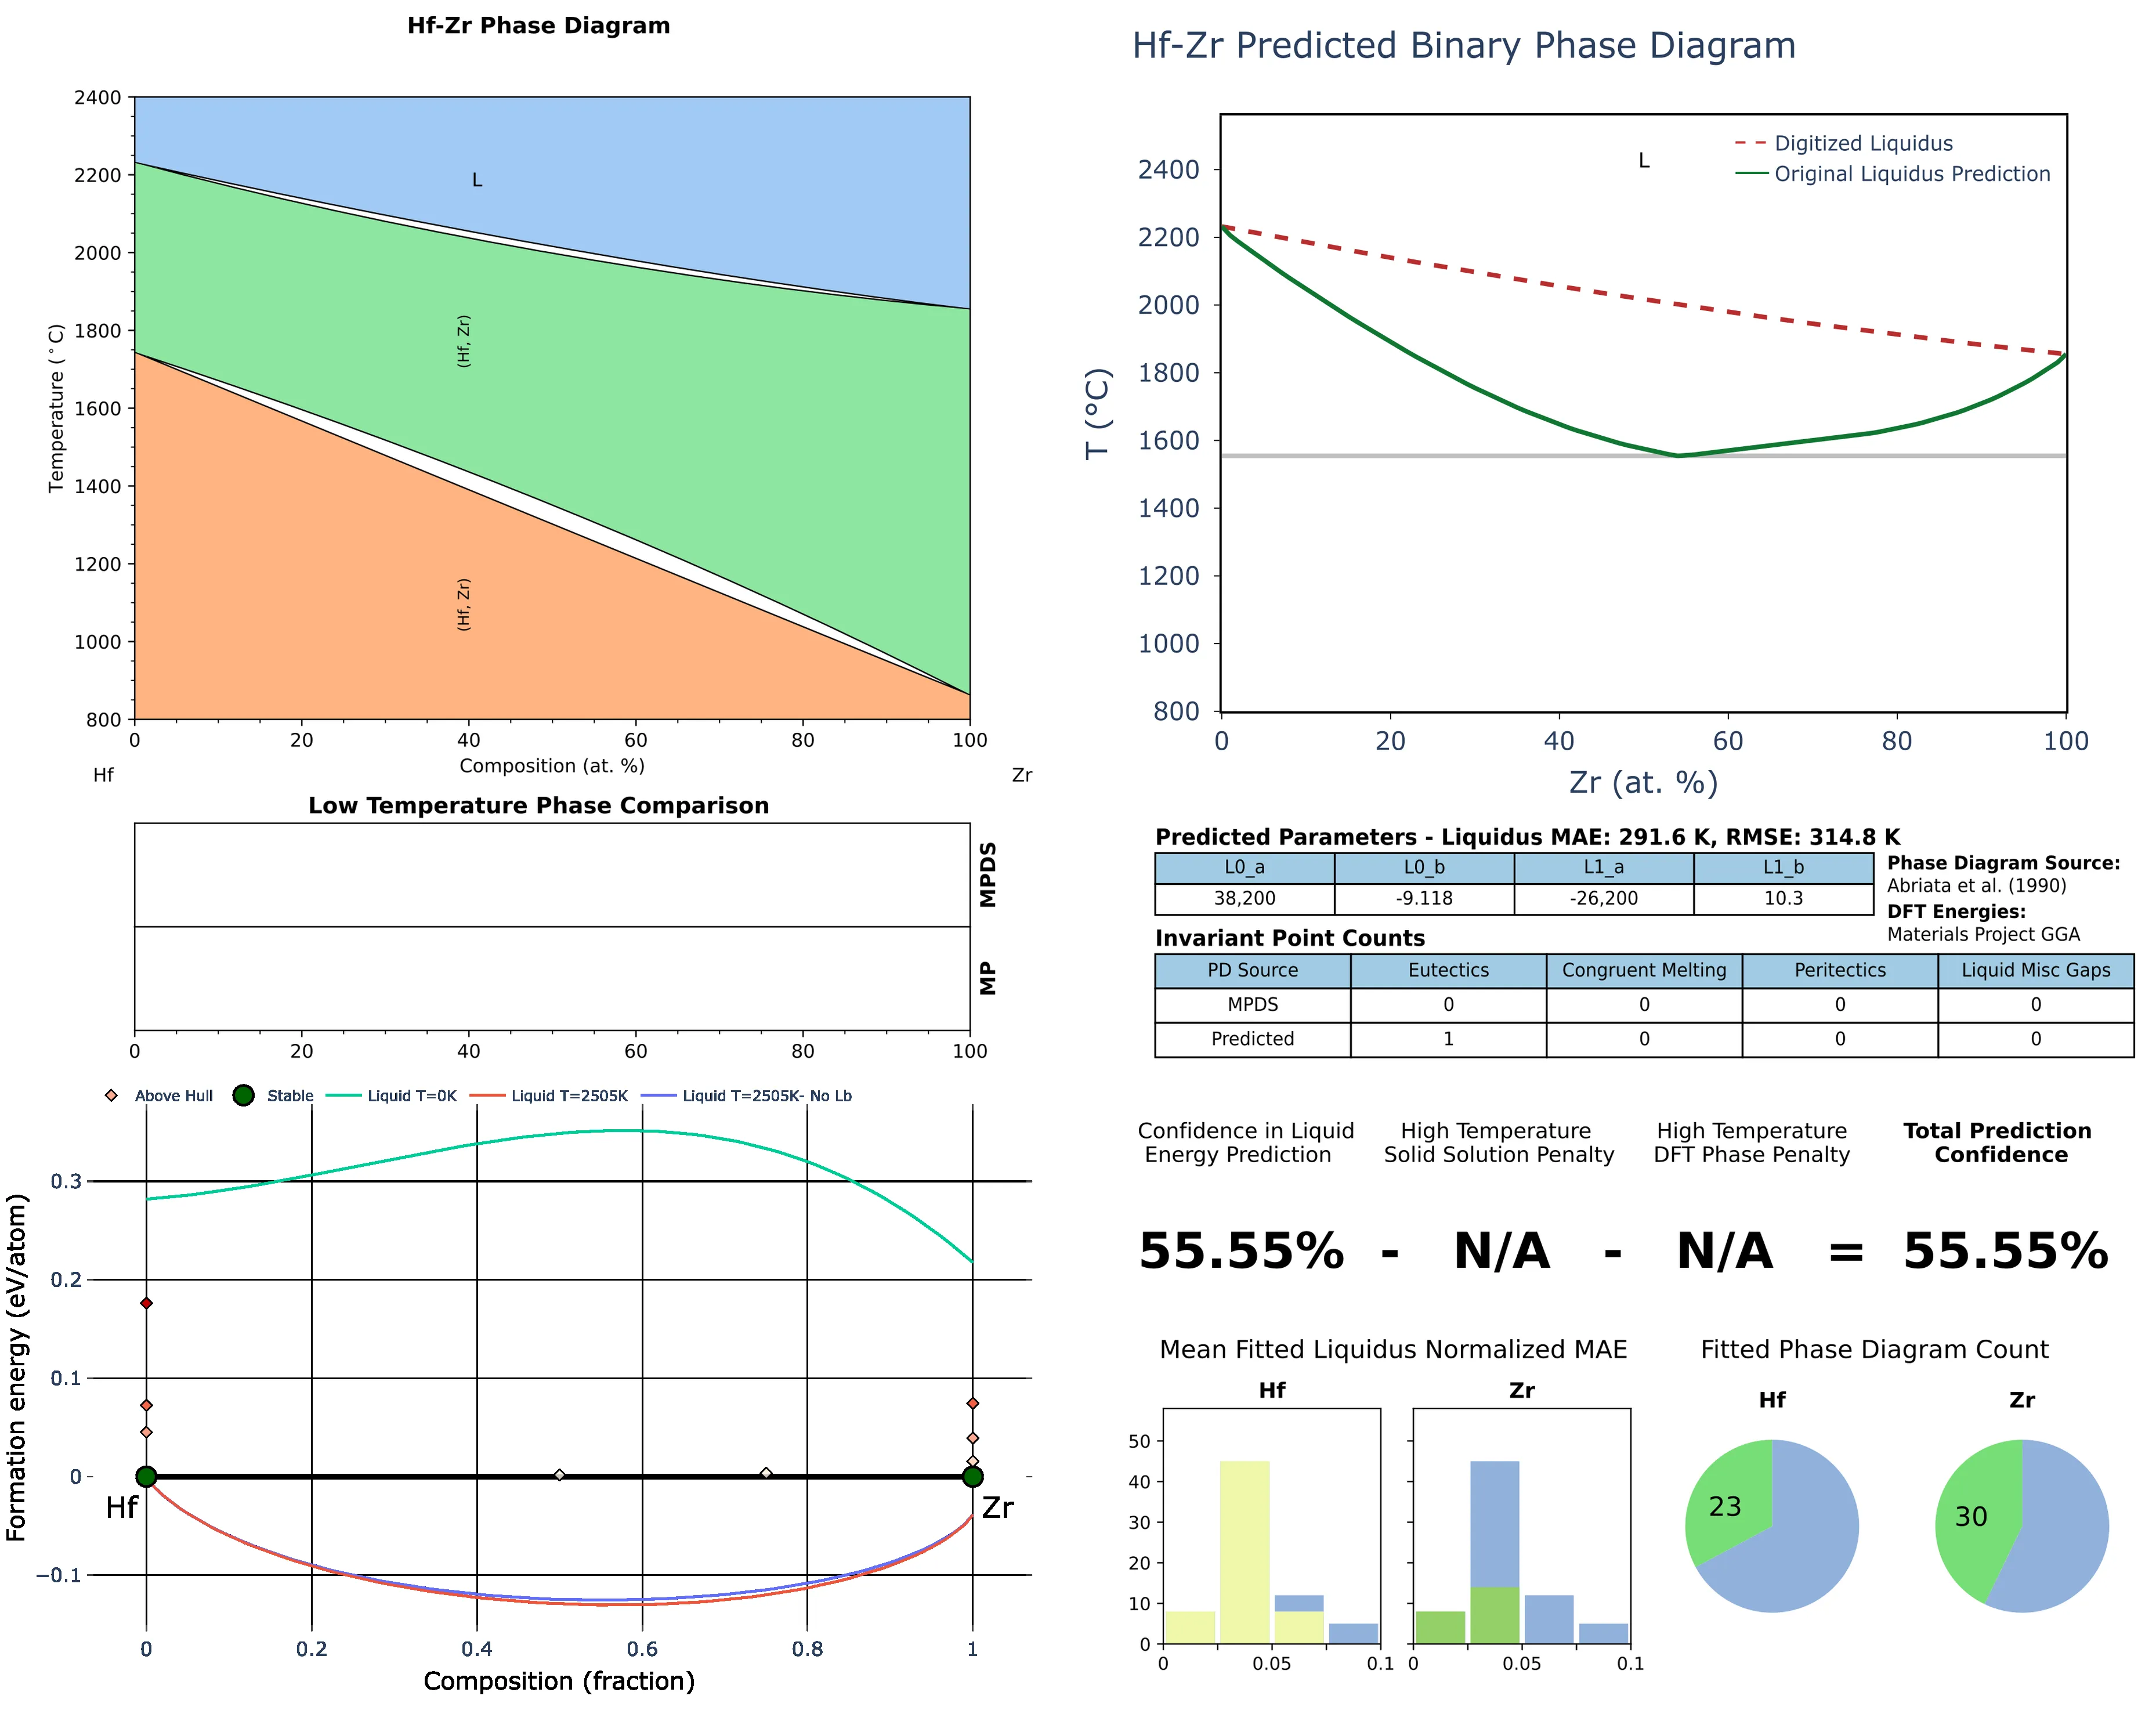 Hf-Zr Phase Diagram
2400
2200
2000
1800
1600
1400
1200
1000
800
Temperature (°C)
L
(Hf, Zr)
(Hf, Zr)
0 20 40 60 80 100
Composition (at. %)
Hf Zr
Hf-Zr Predicted Binary Phase Diagram
L
Digitized Liquidus
Original Liquidus Prediction
2400
2200
2000
1800
1600
1400
1200
1000
800
T (°C)
0 20 40 60 80 100
Zr (at. %)
Low Temperature Phase Comparison
MPDS
MP
0 20 40 60 80 100
Predicted Parameters - Liquidus MAE: 291.6 K, RMSE: 314.8 K
L0_a L0_b L1_a L1_b
38,200 -9.118 -26,200 10.3
Phase Diagram Source:
Abriata et al. (1990)
DFT Energies:
Materials Project GGA
Invariant Point Counts
PD Source Eutectics Congruent Melting Peritectics Liquid Misc Gaps
MPDS 0 0 0 0
Predicted 1 0 0 0
Above Hull Stable Liquid T=0K Liquid T=2505K Liquid T=2505K- No Lb
0.3
0.2
0.1
0
−0.1
Formation energy (eV/atom)
Hf Zr
0 0.2 0.4 0.6 0.8 1
Composition (fraction)
Confidence in Liquid
Energy Prediction
High Temperature
Solid Solution Penalty
High Temperature
DFT Phase Penalty
Total Prediction
Confidence
55.55% - N/A - N/A = 55.55%
Mean Fitted Liquidus Normalized MAE
Hf Zr
50
40
30
20
10
0
0 0.05 0.1 0 0.05 0.1
Fitted Phase Diagram Count
Hf Zr
23 30